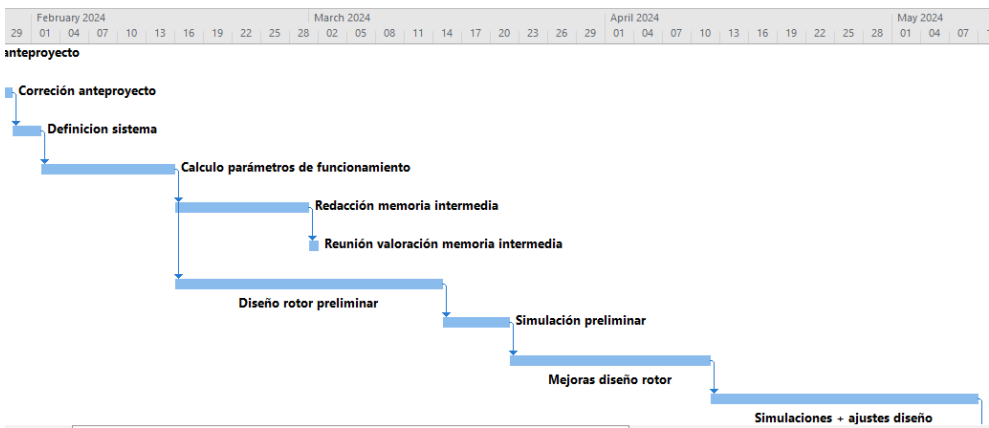 February 2024 March 2024 April 2024 May 2024
29 01 04 07 10 13 16 19 22 25 28 02 05 08 11 14 17 20 23 26 29 01 04 07 10 13 16 19 22 25 28 01 04 07
anteproyecto
Correción anteproyecto
Definicion sistema
Calculo parámetros de funcionamiento
Redacción memoria intermedia
Reunión valoración memoria intermedia
Diseño rotor preliminar
Simulación preliminar
Mejoras diseño rotor
Simulaciones + ajustes diseño